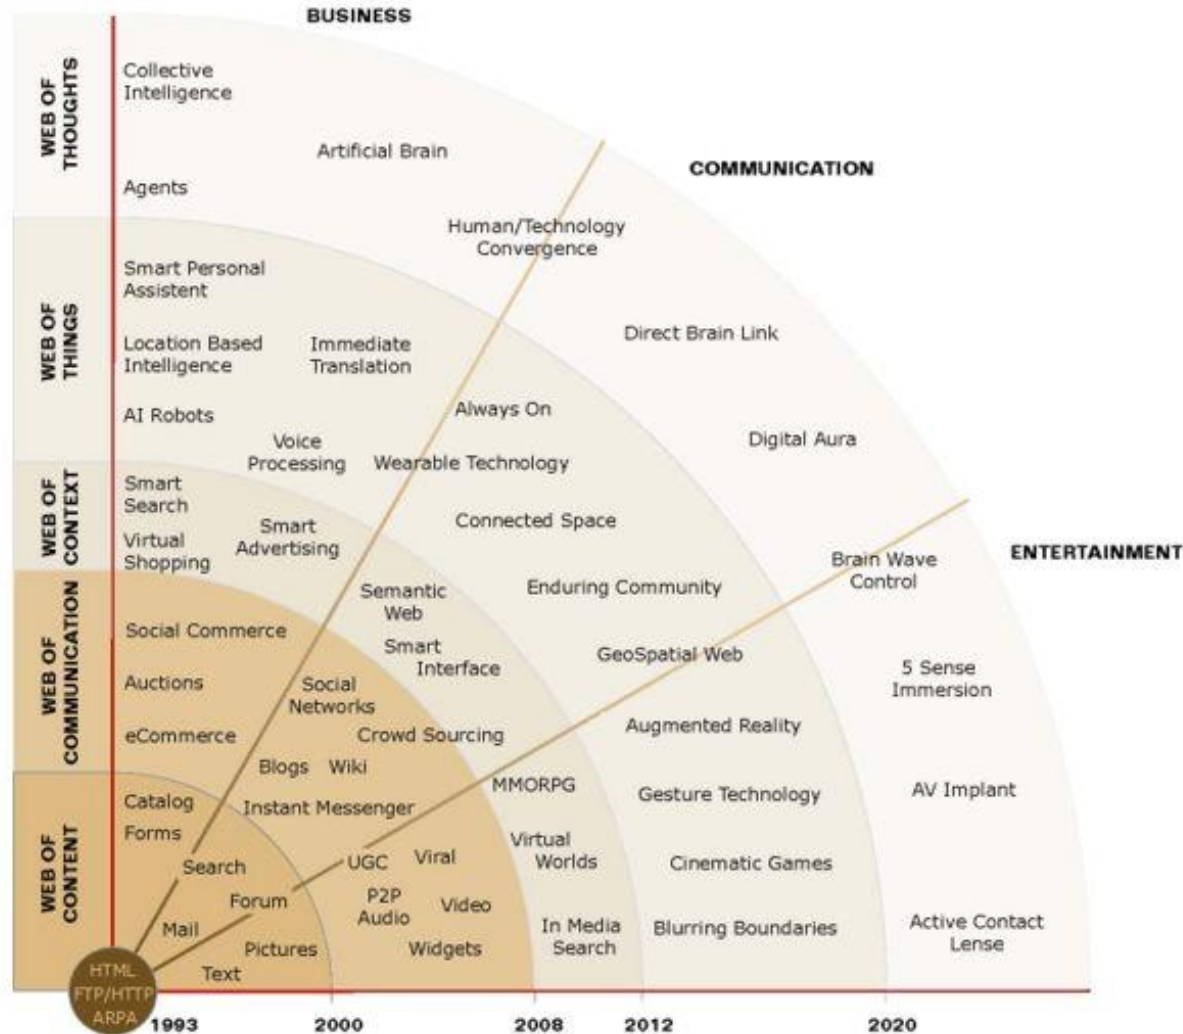 BUSINESS
COMMUNICATION
ENTERTAINMENT
WEB OF
THOUGHTS
Collective
Intelligence
Artificial Brain
Agents
Human/Technology
Convergence
Direct Brain Link
Digital Aura
Brain Wave
Control
5 Sense
Immersion
AV Implant
Active Contact
Lense
WEB OF
THINGS
Smart Personal
Assistent
Location Based
Intelligence
Immediate
Translation
AI Robots
Voice
Processing
Always On
Wearable Technology
Connected Space
Enduring Community
GeoSpatial Web
Augmented Reality
Gesture Technology
Cinematic Games
Blurring Boundaries
WEB OF
CONTEXT
Smart
Search
Virtual
Shopping
Smart
Advertising
Semantic
Web
Smart
Interface
MMORPG
Virtual
Worlds
In Media
Search
WEB OF
COMMUNICATION
Social Commerce
Auctions
eCommerce
Social
Networks
Crowd Sourcing
Blogs Wiki
Instant Messenger
UGC
Viral
P2P
Audio
Video
Widgets
WEB OF
CONTENT
Catalog
Forms
Search
Forum
Mail
Pictures
Text
HTML
FTP/HTTP
ARPA
1993 2000 2008 2012 2020